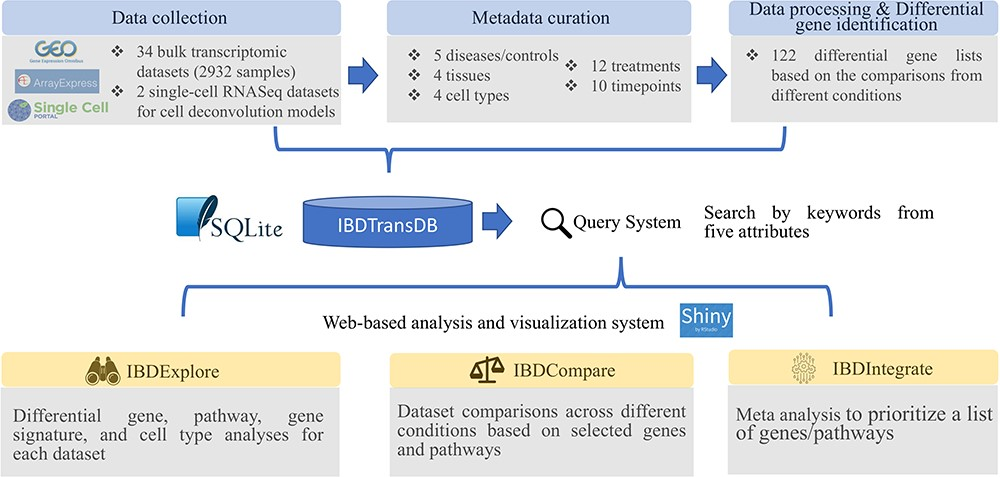 Data collection
GEO
Gene Expression Omnibus
ArrayExpress
Single Cell
PORTAL
❖ 34 bulk transcriptomic
datasets (2932 samples)
❖ 2 single-cell RNASeq datasets
for cell deconvolution models
Metadata curation
❖ 5 diseases/controls
❖ 4 tissues
❖ 4 cell types
❖ 12 treatments
❖ 10 timepoints
Data processing & Differential
gene identification
❖ 122 differential gene lists
based on the comparisons from
different conditions
SQLite
IBDTransDB
Query System
Search by keywords from
five attributes
Web-based analysis and visualization system
Shiny
by RStudio
IBDExplore
Differential gene, pathway, gene
signature, and cell type analyses for
each dataset
IBDCompare
Dataset comparisons across different
conditions based on selected genes
and pathways
IBDIntegrate
Meta analysis to prioritize a list
of genes/pathways